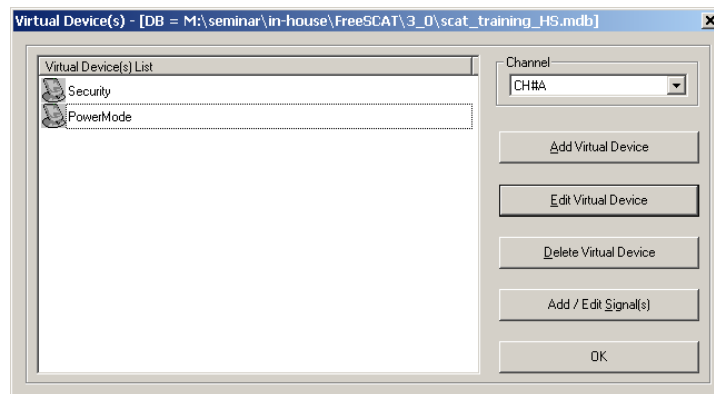 Virtual Device(s) - [DB = M:\seminar\in-house\FreeSCAT\3_0\scat_training_HS.mdb]
Virtual Device(s) List
Security
PowerMode
Channel
CH#A
Add Virtual Device
Edit Virtual Device
Delete Virtual Device
Add / Edit Signal(s)
OK